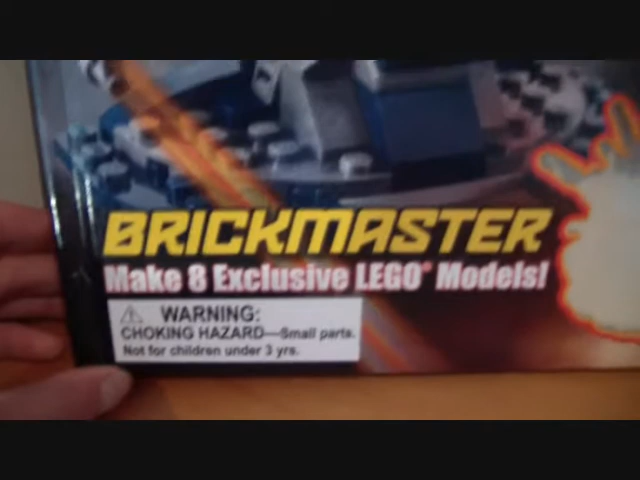 BRICKMASTER
Make 8 Exclusive LEGO® Models!
WARNING:
CHOKING HAZARD—Small parts.
Not for children under 3 yrs.